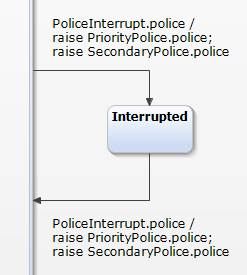 PoliceInterrupt.police /
raise PriorityPolice.police;
raise SecondaryPolice.police
Interrupted
PoliceInterrupt.police /
raise PriorityPolice.police;
raise SecondaryPolice.police